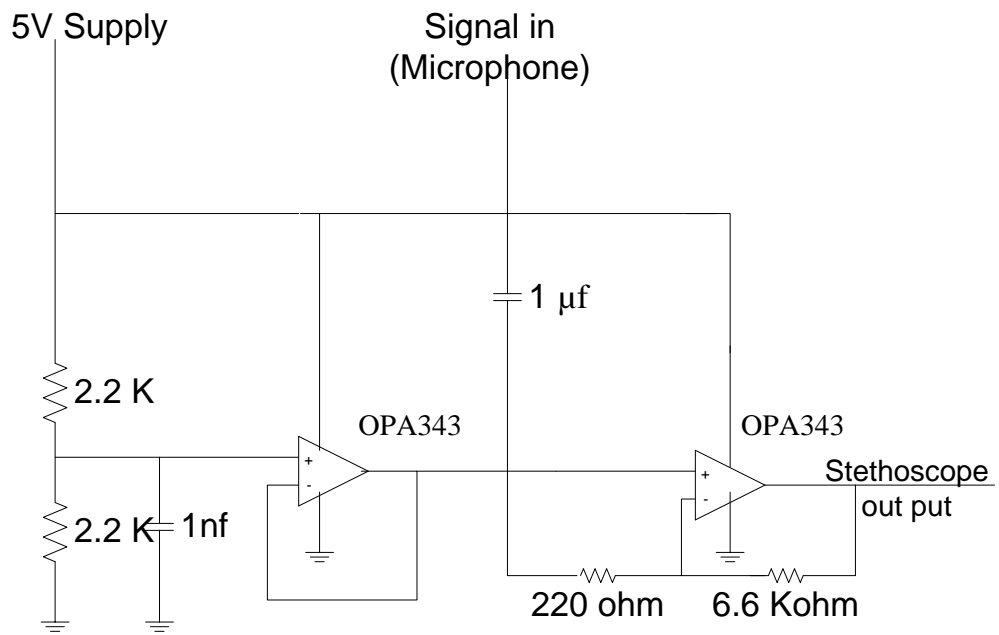 5V Supply
Signal in
(Microphone)
1 µf
2.2 K
OPA343
OPA343
+
-
+
-
Stethoscope
out put
2.2 K
1nf
220 ohm
6.6 Kohm